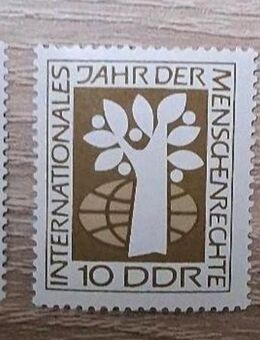 INTERNATIONALES
JAHR DER
MENSCHENRECHTE
10 DDR